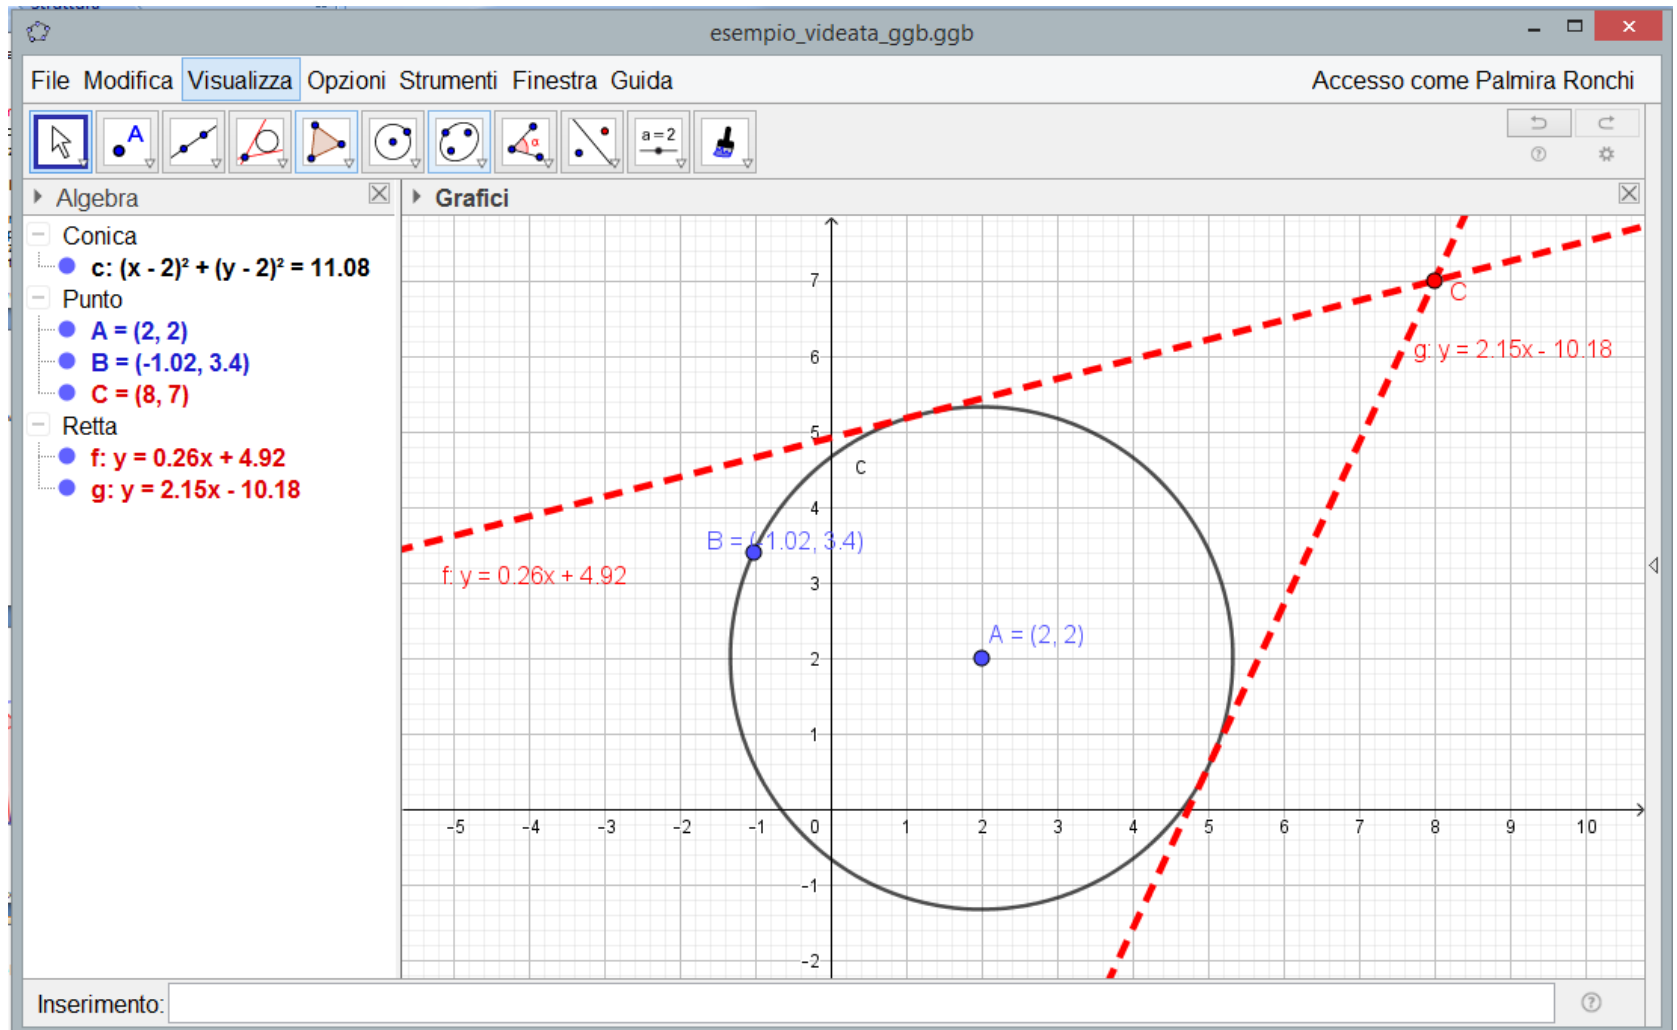 Struttura
esempio_videata_ggb.ggb
File Modifica Visualizza Opzioni Strumenti Finestra Guida
Accesso come Palmira Ronchi
A
α
a = 2
Algebra
Grafici
Conica
c: (x - 2)² + (y - 2)² = 11.08
Punto
A = (2, 2)
B = (-1.02, 3.4)
C = (8, 7)
Retta
f: y = 0.26x + 4.92
g: y = 2.15x - 10.18
7
C
g: y = 2.15x - 10.18
6
5
c
4
B = (-1.02, 3.4)
f: y = 0.26x + 4.92
3
A = (2, 2)
2
1
-5 -4 -3 -2 -1 0 1 2 3 4 5 6 7 8 9 10
-1
-2
Inserimento: